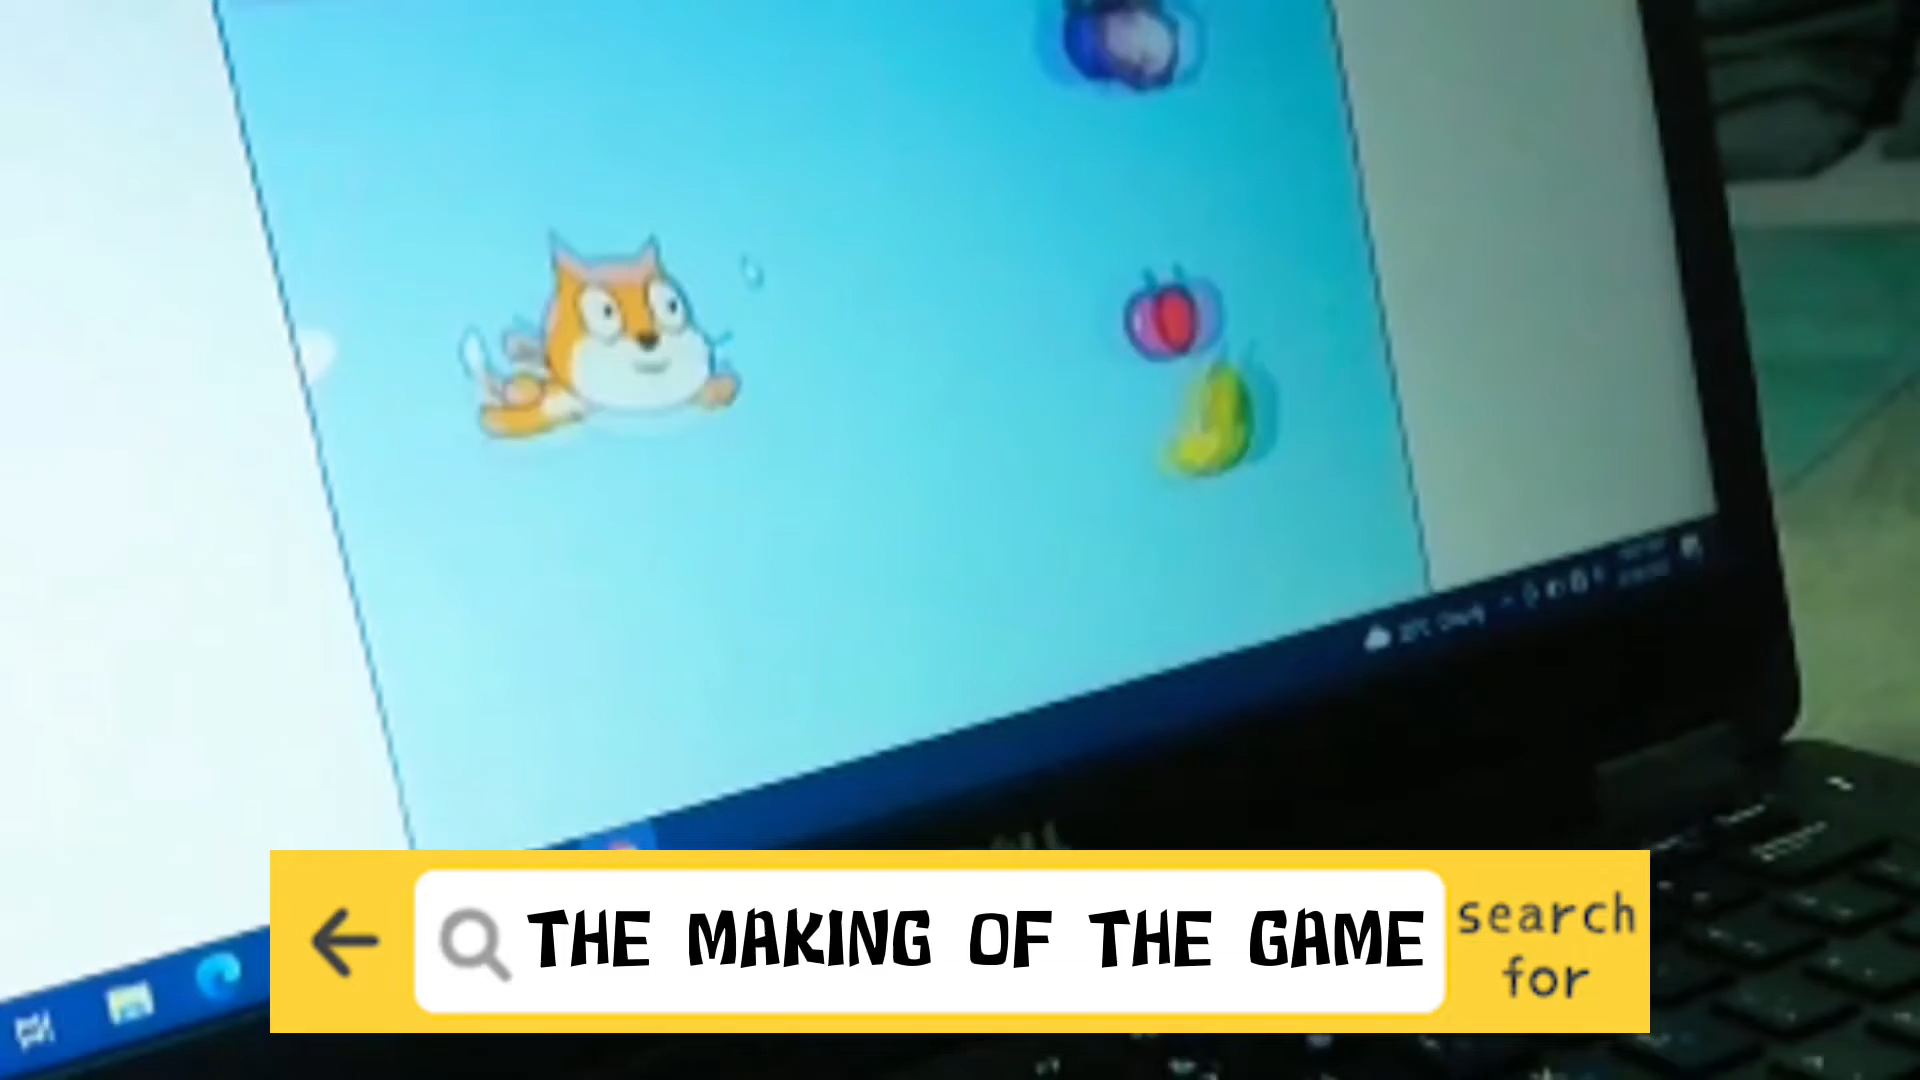 THE MAKING OF THE GAME
search
for